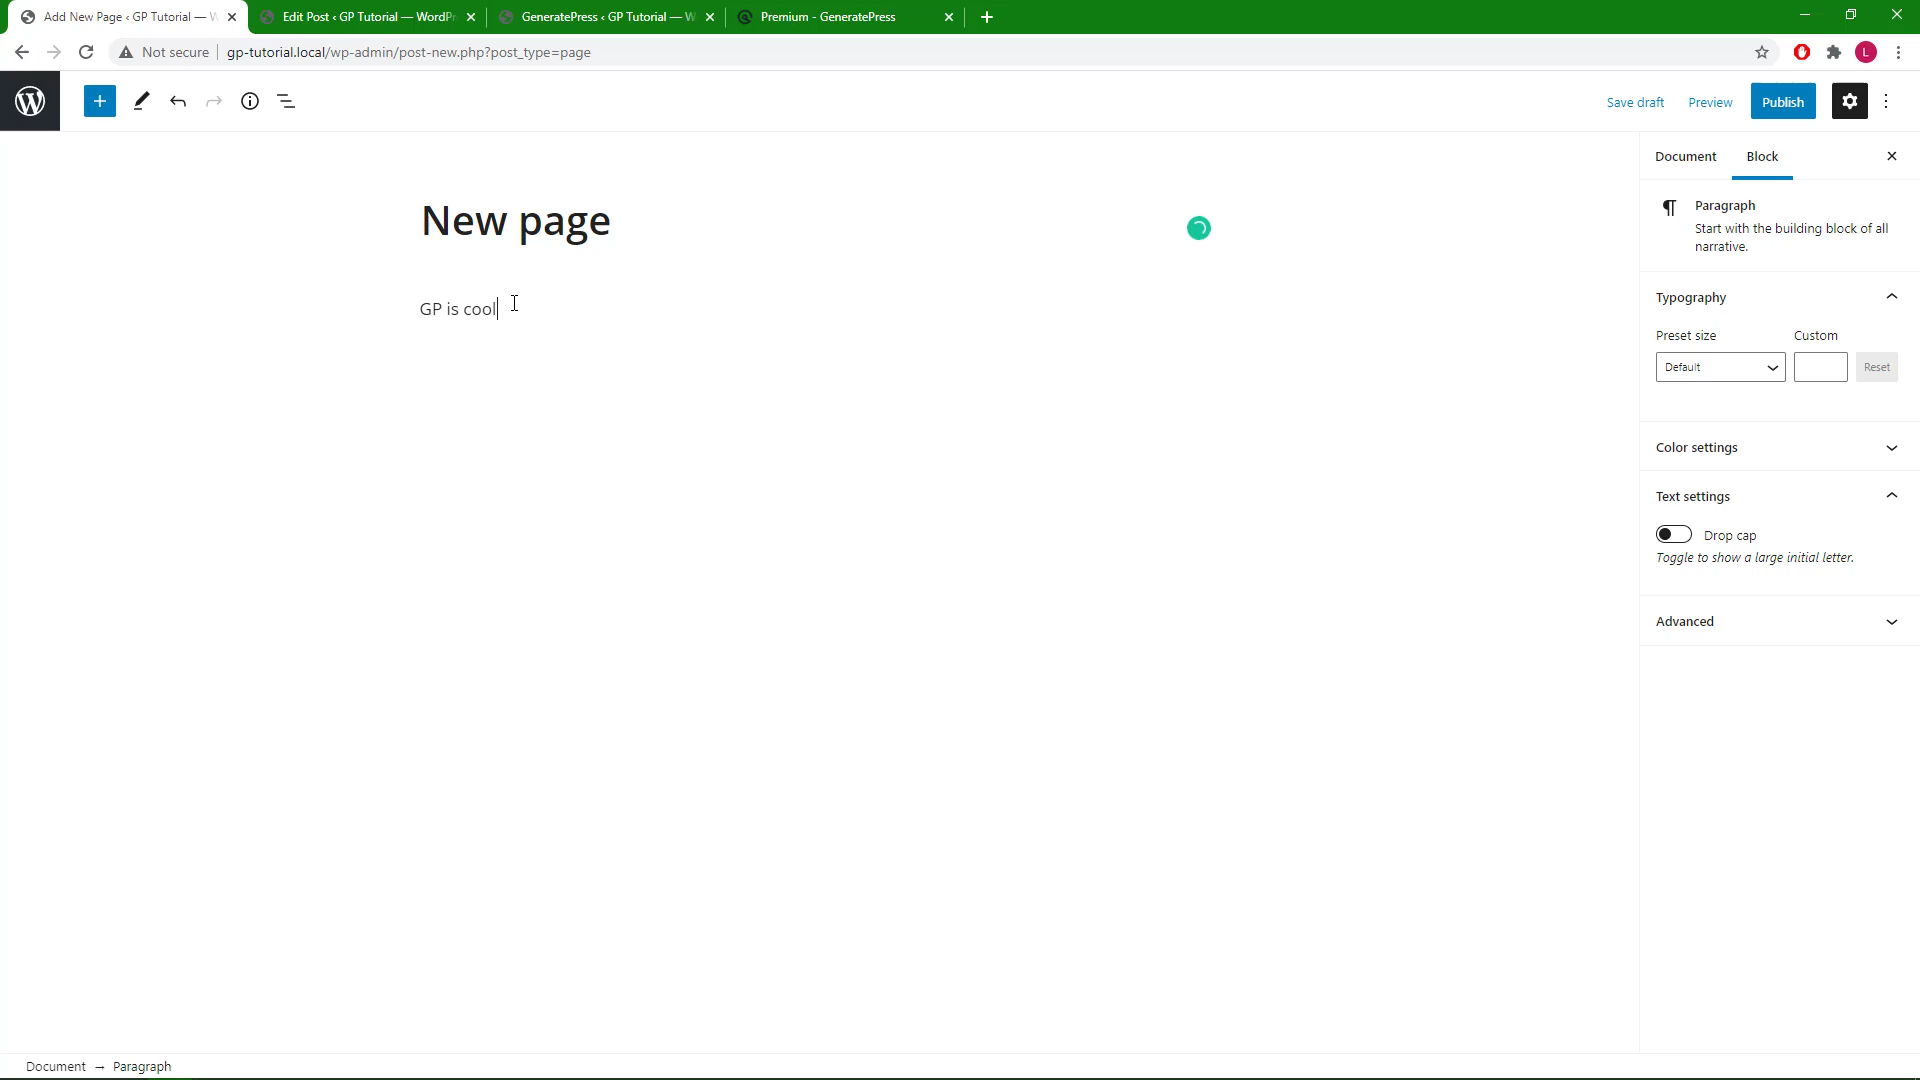 Add New Page ‹ GP Tutorial — W
Edit Post ‹ GP Tutorial — WordPr
GeneratePress ‹ GP Tutorial — W
Premium - GeneratePress
Not secure
gp-tutorial.local/wp-admin/post-new.php?post_type=page
L
Save draft
Preview
Publish
Document
Block
Paragraph
Start with the building block of all
narrative.
New page
GP is cool
Typography
Preset size
Custom
Default
Reset
Color settings
Text settings
Drop cap
Toggle to show a large initial letter.
Advanced
Document → Paragraph